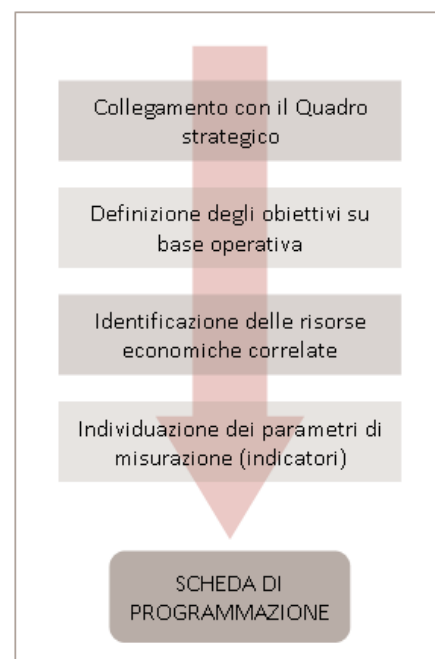 Collegamento con il Quadro
strategico
Definizione degli obiettivi su
base operativa
Identificazione delle risorse
economiche correlate
Individuazione dei parametri di
misurazione (indicatori)
SCHEDA DI
PROGRAMMAZIONE